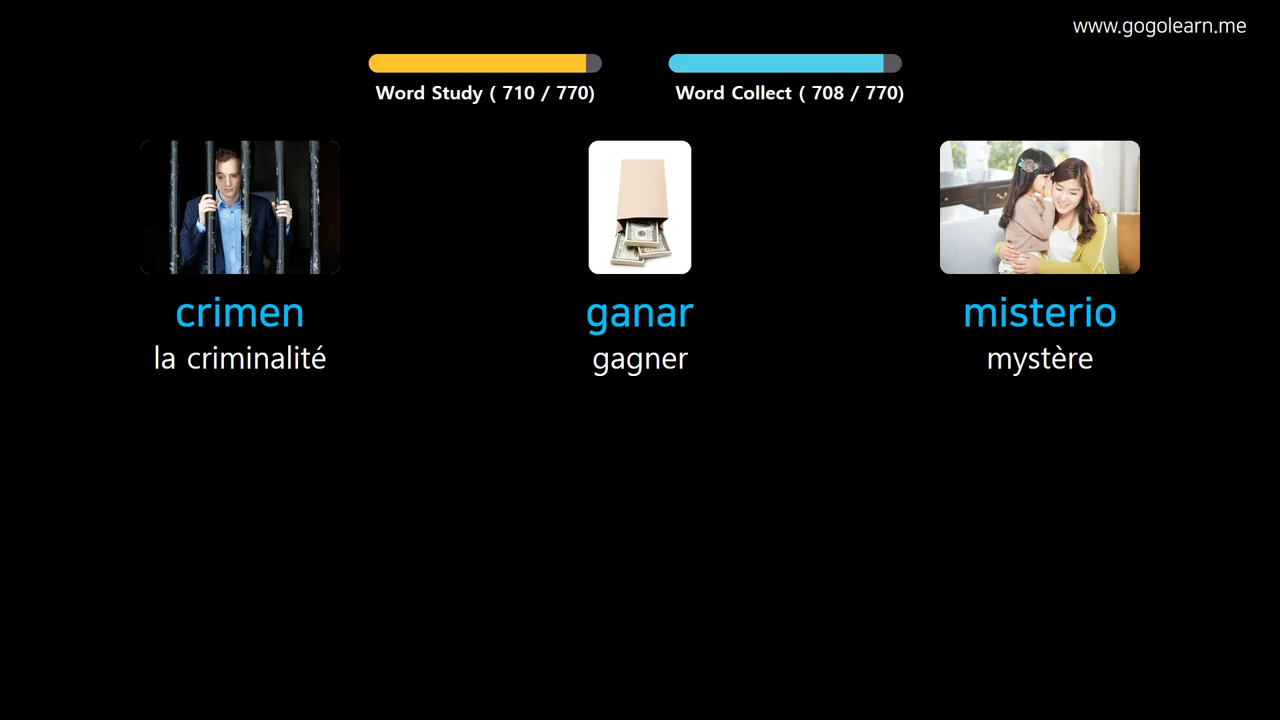 www.gogolearn.me
Word Study ( 710 / 770)
Word Collect ( 708 / 770)
crimen
la criminalité
ganar
gagner
misterio
mystère